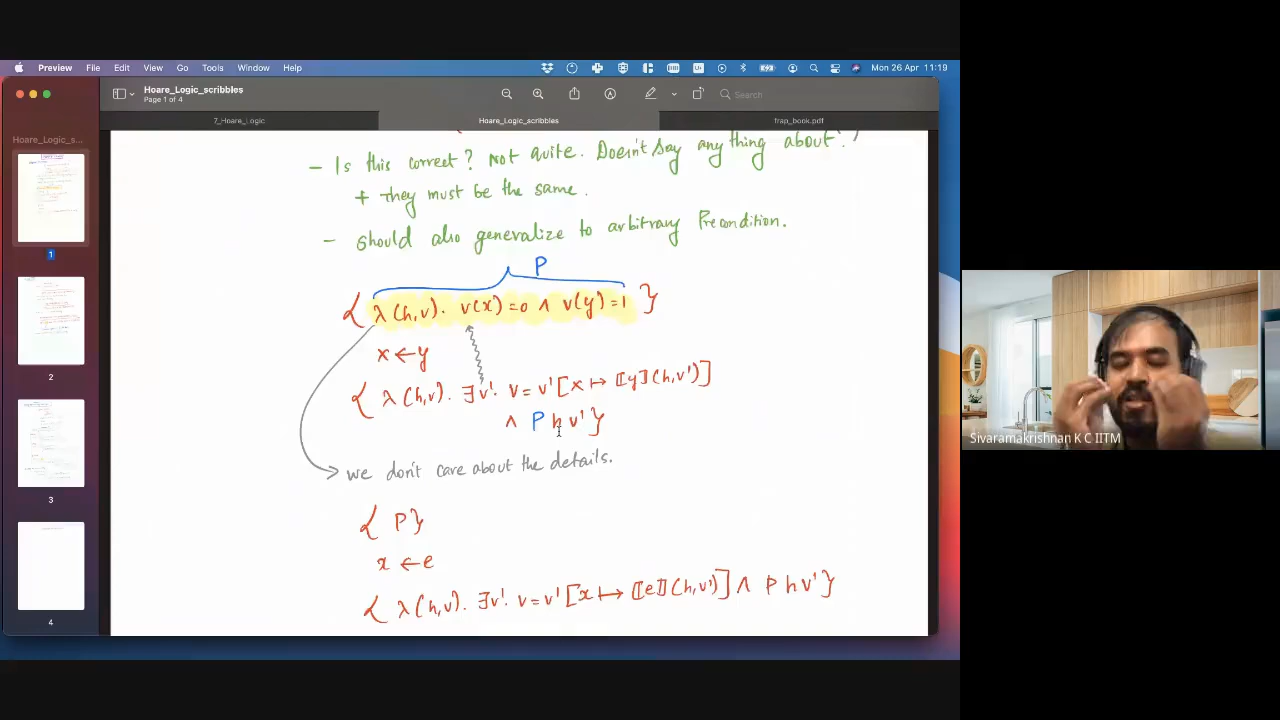 Preview File Edit View Go Tools Window Help Mon 26 Apr 11:19
Hoare_Logic_scribbles
Page 1 of 4
Search
7_Hoare_Logic Hoare_Logic_scribbles frap_book.pdf
Hoare_Logic_s...
1
2
3
4
- Is this correct? Not quite. Doesn't say anything about
+ they must be the same.
- should also generalize to arbitrary Precondition.
P
{ λ(h,v). v(x)=0 ∧ v(y)=1 }
x ← y
{ λ(h,v). ∃v'. v=v'[x ↦ ⟦y⟧(h,v')]
∧ P h v' }
we don't care about the details.
{ P }
x ← e
{ λ(h,v). ∃v'. v=v'[x ↦ ⟦e⟧(h,v')] ∧ P h v' }
Sivaramakrishnan K C IITM